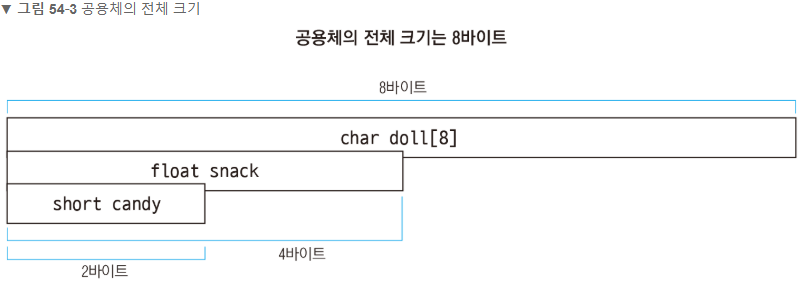 ▼ 그림 54-3 공용체의 전체 크기
공용체의 전체 크기는 8바이트
8바이트
char doll[8]
float snack
short candy
4바이트
2바이트